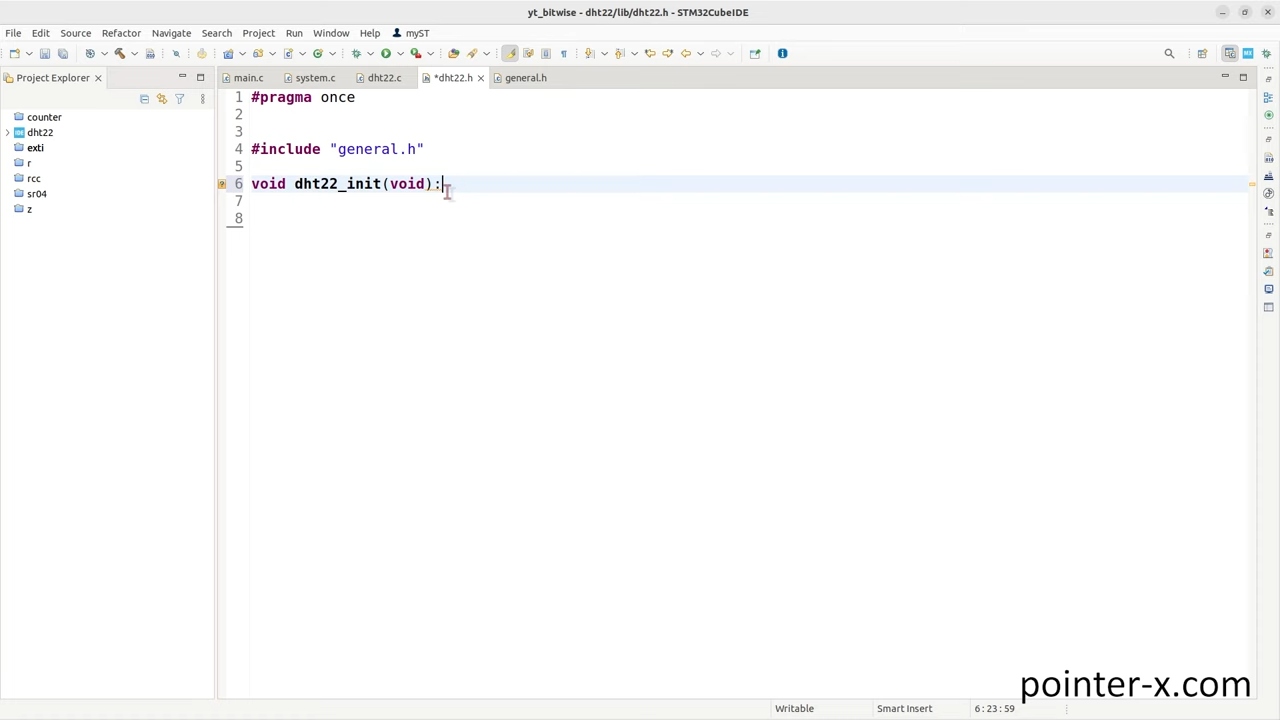 yt_bitwise - dht22/lib/dht22.h - STM32CubeIDE
File Edit Source Refactor Navigate Search Project Run Window Help myST
Project Explorer
main.c system.c dht22.c *dht22.h general.h
counter
dht22
exti
r
rcc
sr04
z
1 #pragma once
2
3
4 #include "general.h"
5
6 void dht22_init(void):
7
8
pointer-x.com
Writable Smart Insert 6:23:59